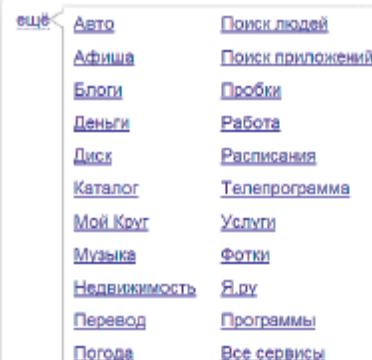 ещё
Авто
Афиша
Блоги
Деньги
Диск
Каталог
Мой Круг
Музыка
Недвижимость
Перевод
Погода
Поиск людей
Поиск приложений
Пробки
Работа
Расписания
Телепрограмма
Услуги
Фотки
Я.ру
Программы
Все сервисы